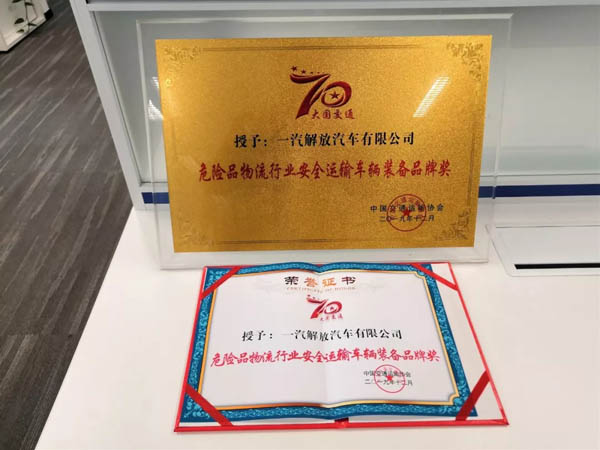 70
大国交通
授予：一汽解放汽车有限公司
危险品物流行业安全运输车辆装备品牌奖
中国交通运输协会
二〇一九年十二月
荣誉证书
CERTIFICATE OF HONOR
70
大国交通
授予：一汽解放汽车有限公司
危险品物流行业安全运输车辆装备品牌奖
中国交通运输协会
二〇一九年十二月